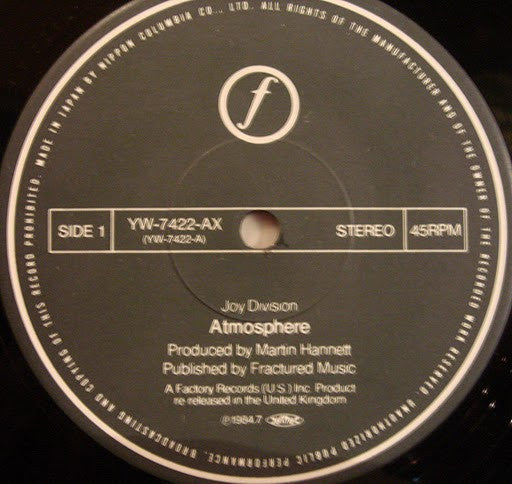 MADE IN JAPAN BY NIPPON COLUMBIA CO., LTD. ALL RIGHTS OF THE MANUFACTURER AND OF THE OWNER OF THE RECORDED WORK RESERVED. UNAUTHORIZED PUBLIC PERFORMANCE, BROADCASTING AND COPYING OF THIS RECORD PROHIBITED.
f
SIDE 1
YW-7422-AX
(YW-7422-A)
STEREO
45RPM
Joy Division
Atmosphere
Produced by Martin Hannett
Published by Fractured Music
A Factory Records (U.S.) Inc. Product
re-released in the United Kingdom
Ⓟ1984.7